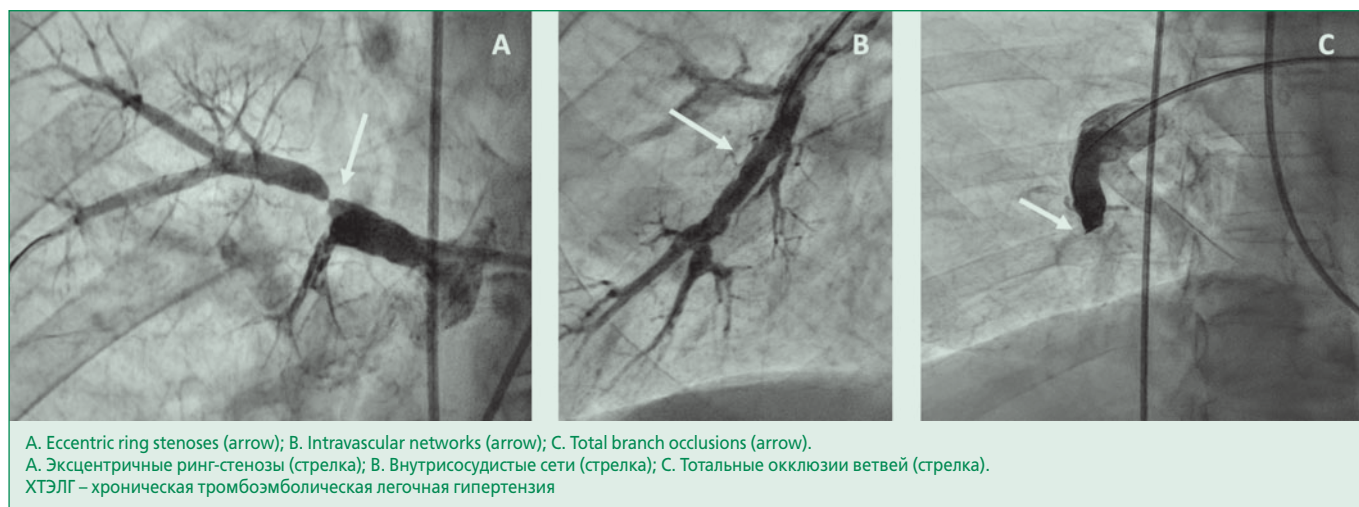 A
B
C
A. Eccentric ring stenoses (arrow); B. Intravascular networks (arrow); C. Total branch occlusions (arrow).
А. Эксцентричные ринг-стенозы (стрелка); В. Внутрисосудистые сети (стрелка); С. Тотальные окклюзии ветвей (стрелка).
ХТЭЛГ – хроническая тромбоэмболическая легочная гипертензия